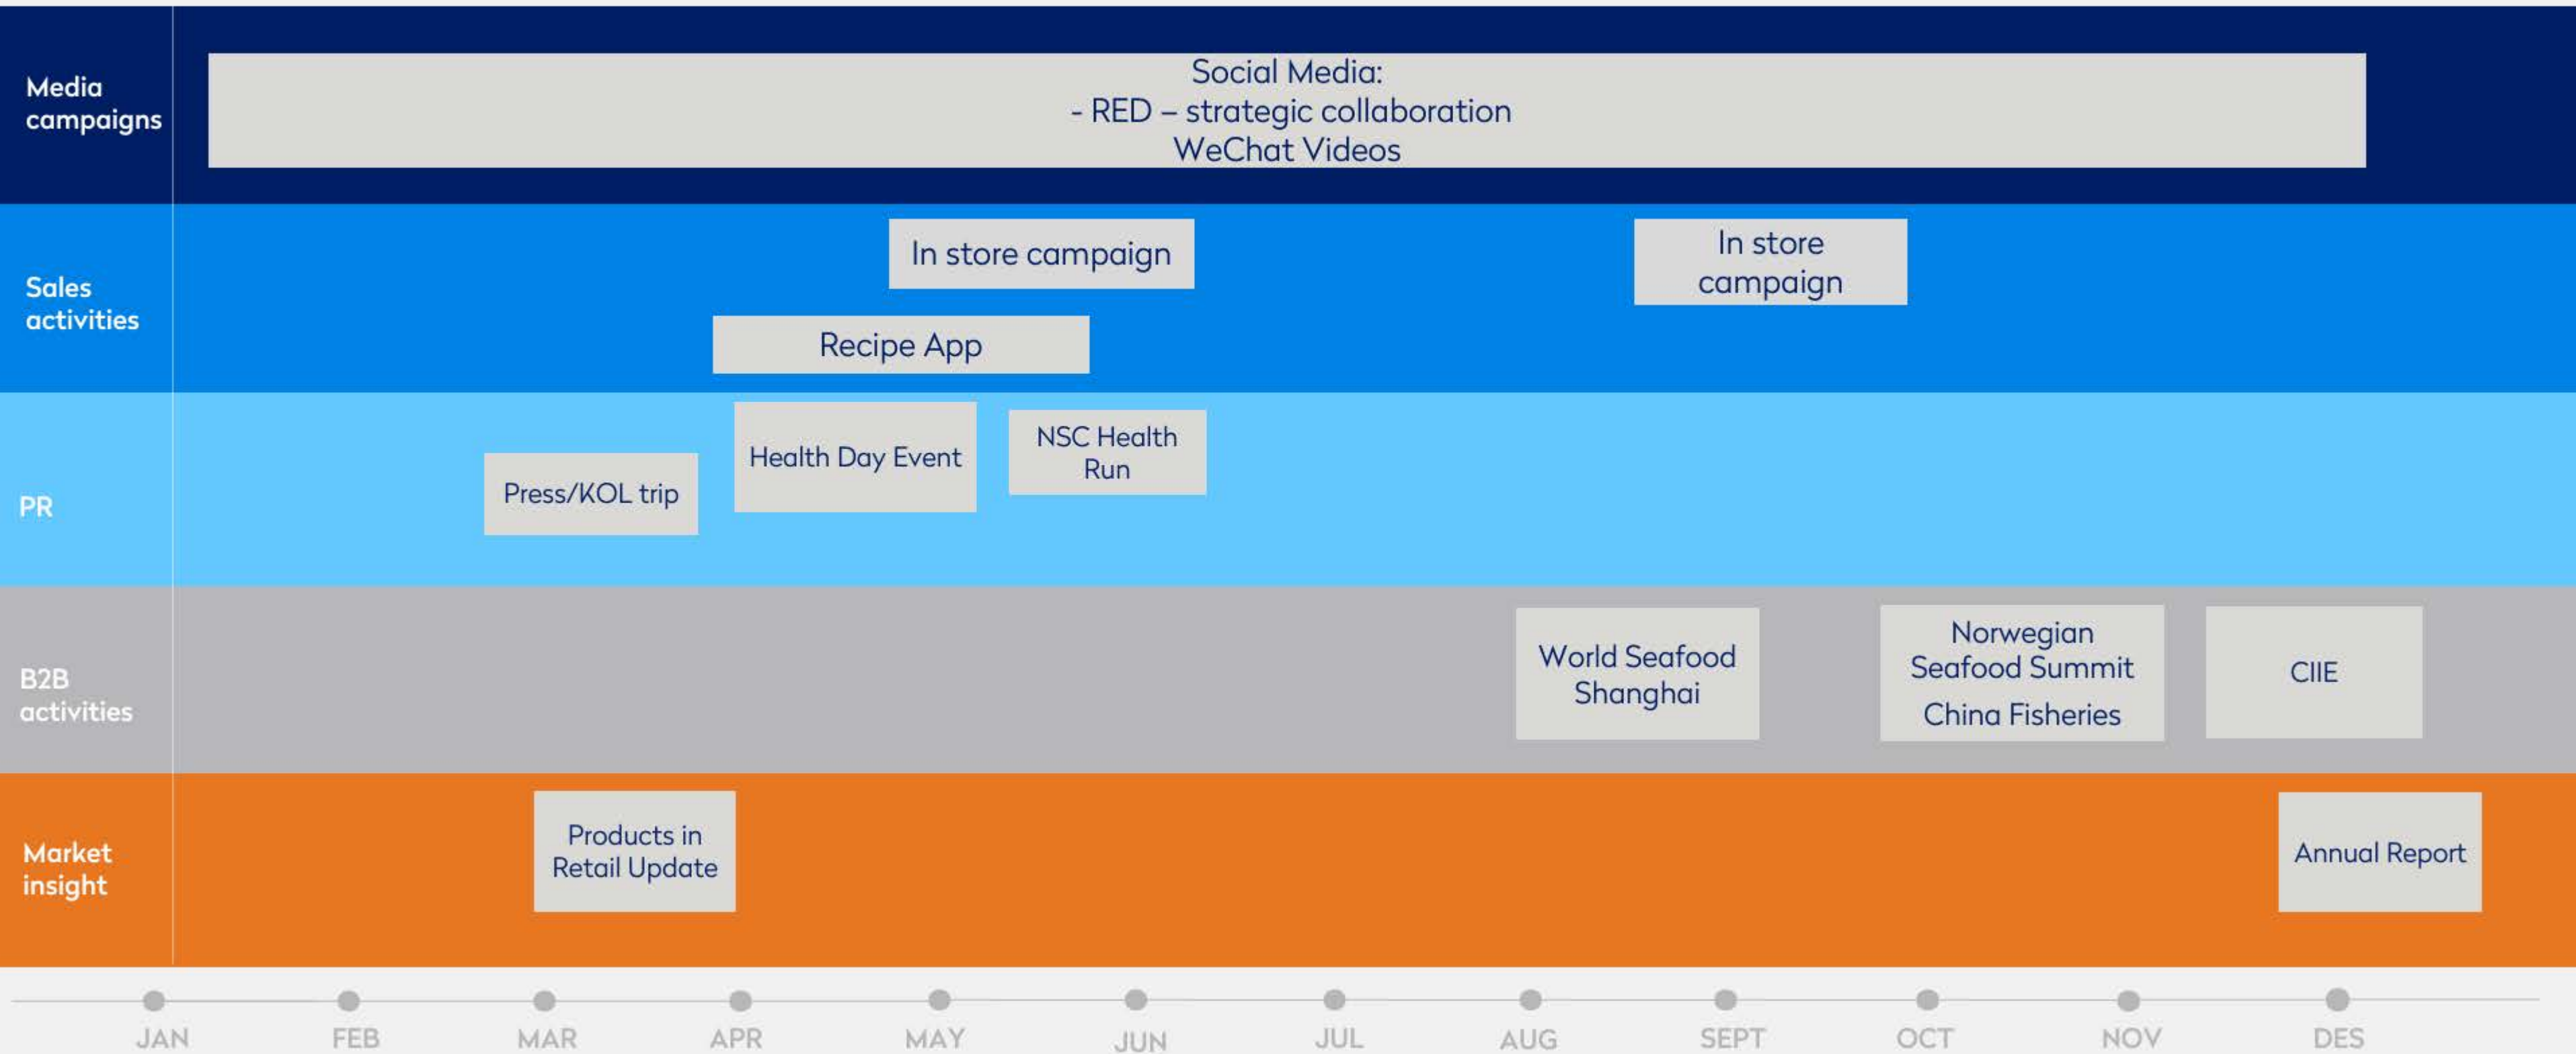 Media
campaigns
Social Media:
- RED – strategic collaboration
WeChat Videos
Sales
activities
In store campaign
In store
campaign
Recipe App
PR
Press/KOL trip
Health Day Event
NSC Health
Run
B2B
activities
World Seafood
Shanghai
Norwegian
Seafood Summit
China Fisheries
CIIE
Market
insight
Products in
Retail Update
Annual Report
JAN FEB MAR APR MAY JUN JUL AUG SEPT OCT NOV DES